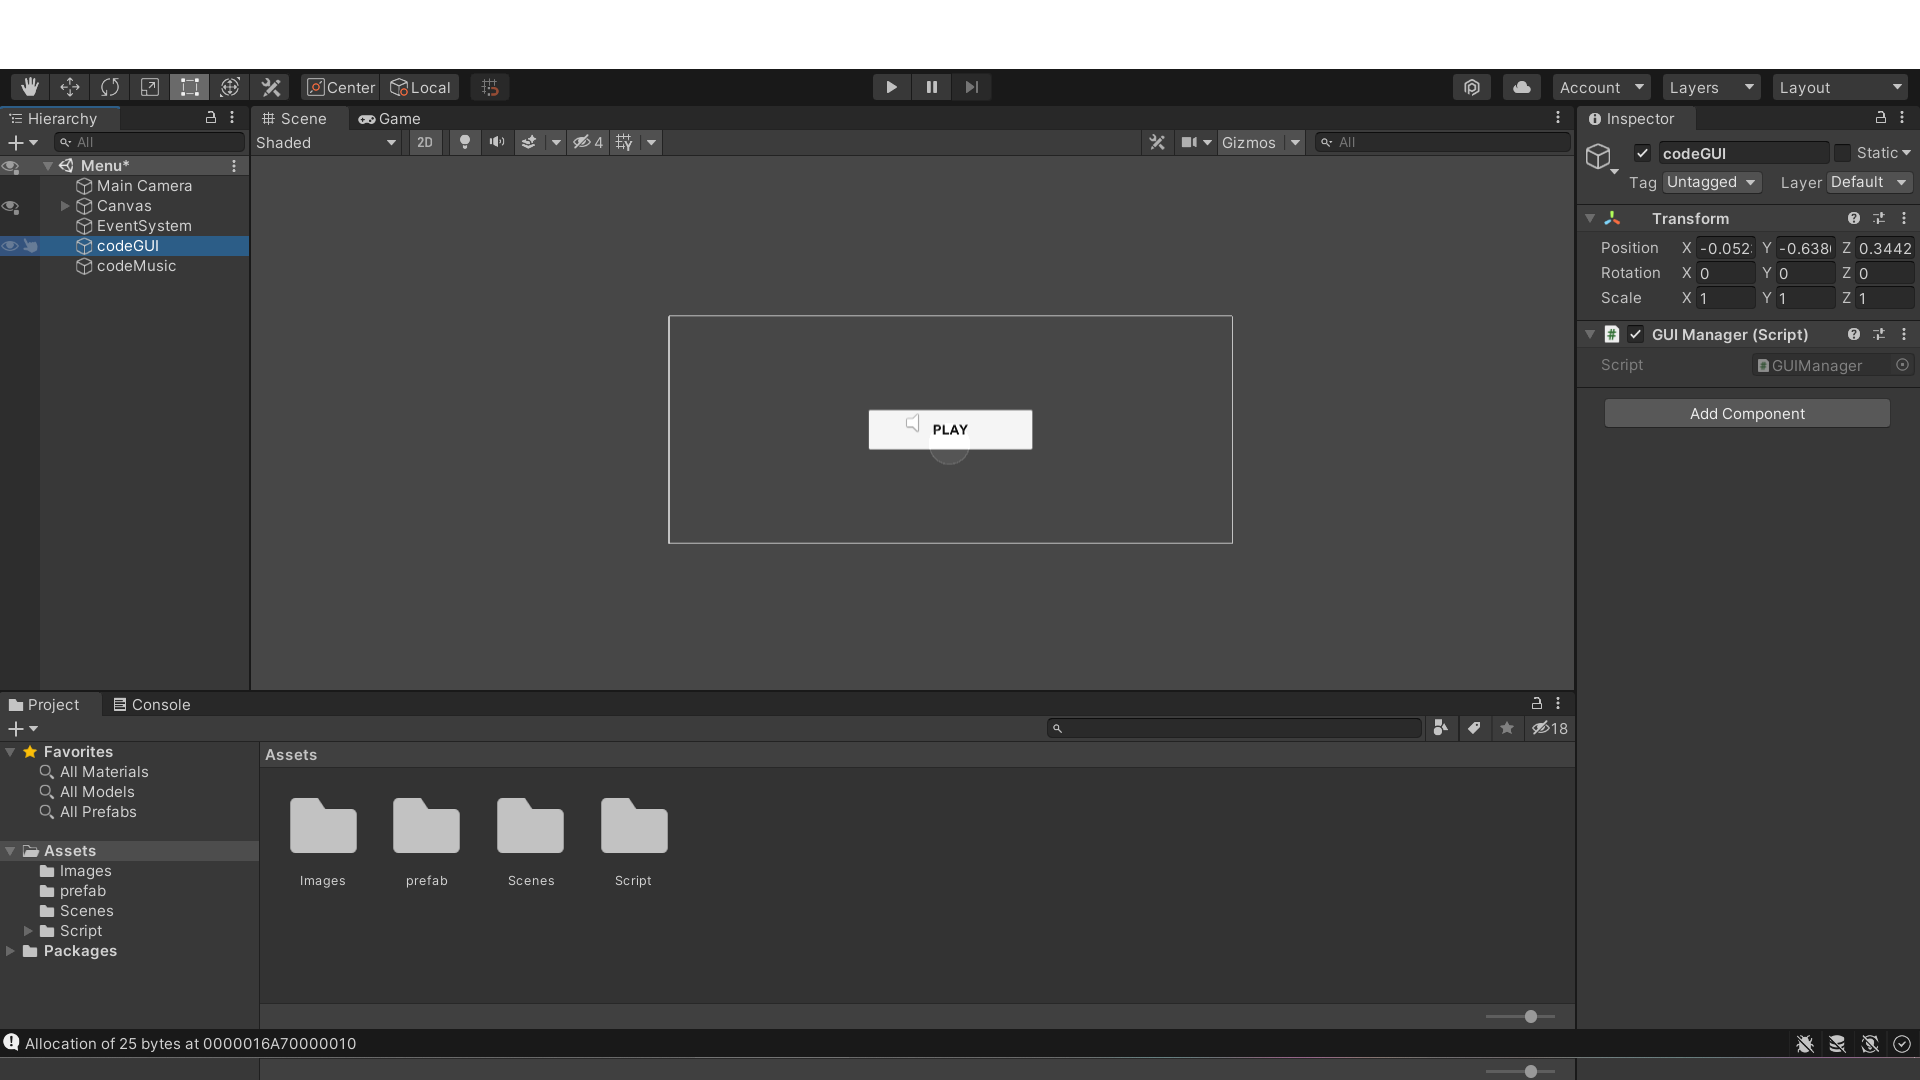 Center Local Account Layers Layout
Hierarchy Scene Game Inspector
All Shaded 2D 4 Gizmos All
codeGUI Static
Tag Untagged Layer Default
Menu*
Main Camera
Canvas
EventSystem
codeGUI
codeMusic
Transform
Position X -0.052 Y -0.638 Z 0.3442
Rotation X 0 Y 0 Z 0
Scale X 1 Y 1 Z 1
GUI Manager (Script)
Script GUIManager
Add Component
PLAY
Project Console
18
Favorites
All Materials
All Models
All Prefabs
Assets
Images
prefab
Scenes
Script
Packages
Assets
Images prefab Scenes Script
Allocation of 25 bytes at 0000016A70000010